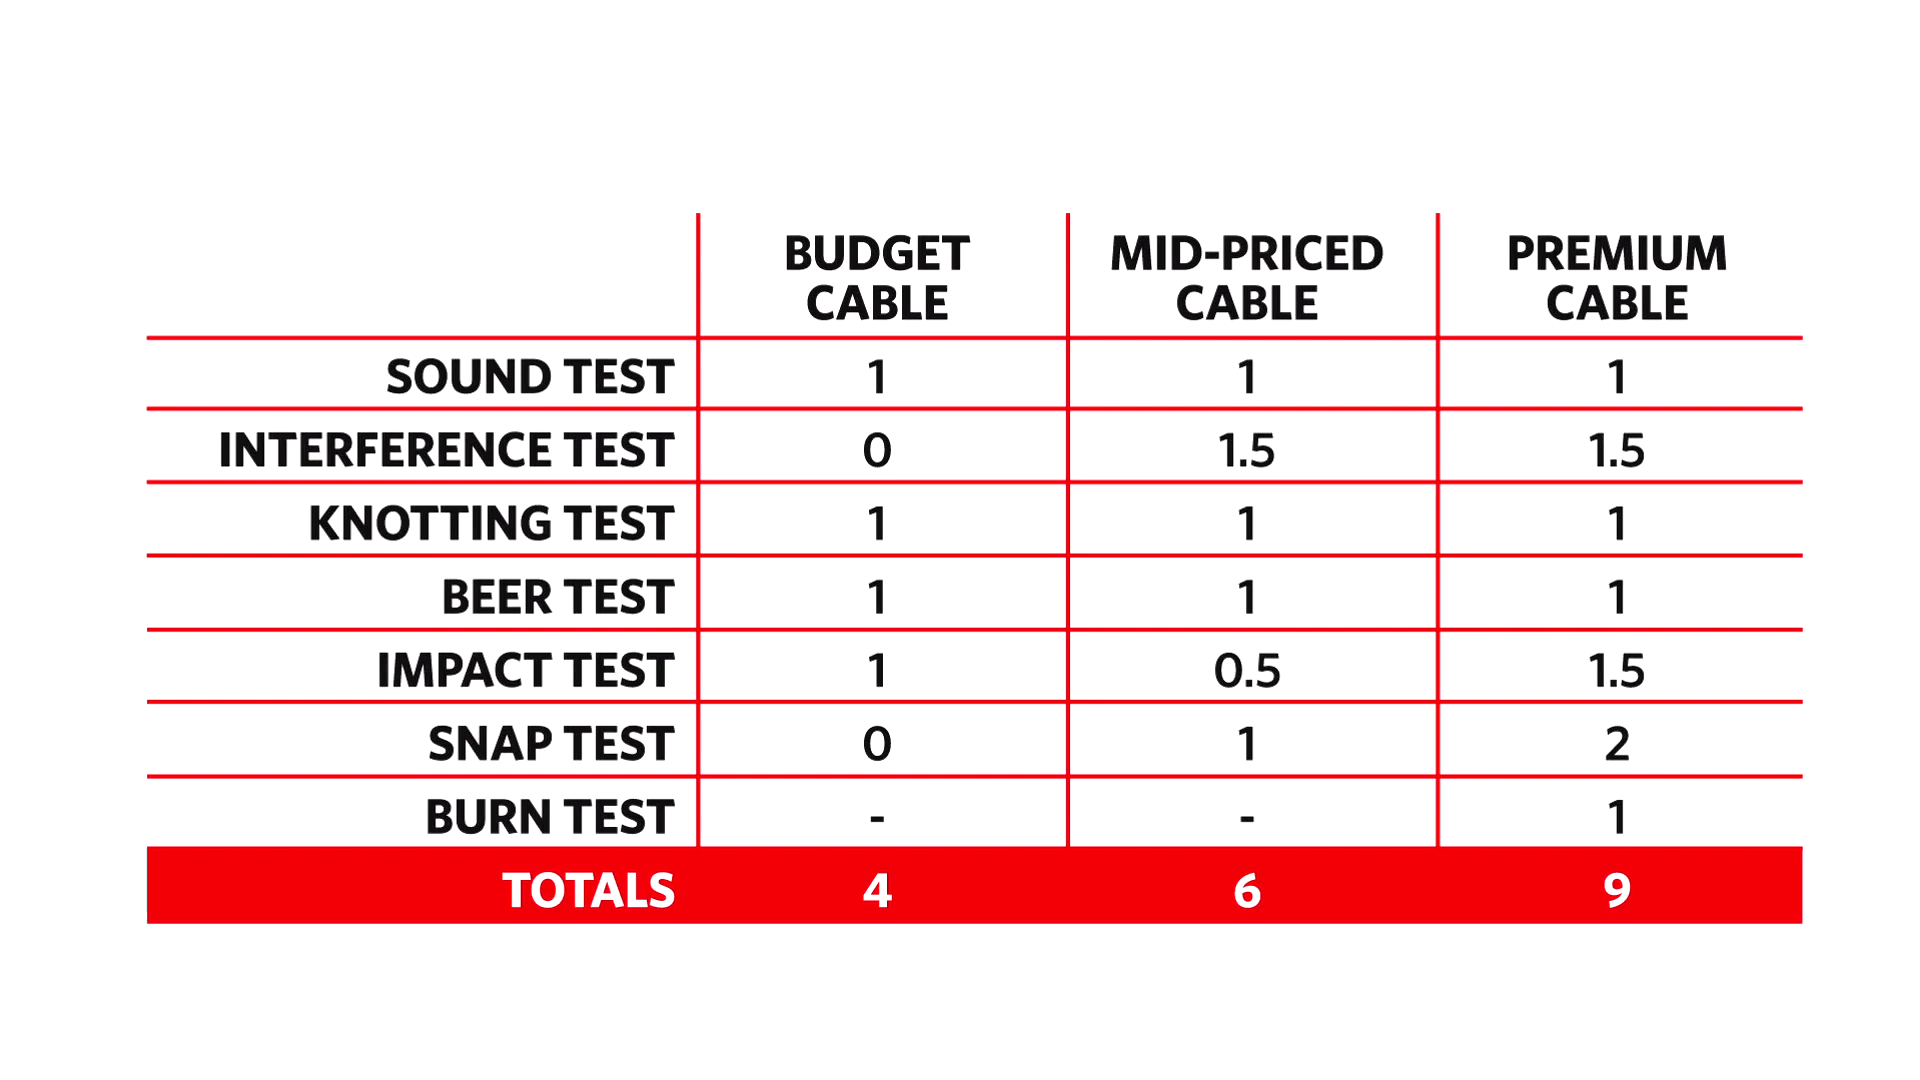 BUDGET CABLE MID-PRICED CABLE PREMIUM CABLE
SOUND TEST 1 1 1
INTERFERENCE TEST 0 1.5 1.5
KNOTTING TEST 1 1 1
BEER TEST 1 1 1
IMPACT TEST 1 0.5 1.5
SNAP TEST 0 1 2
BURN TEST - - 1
TOTALS 4 6 9